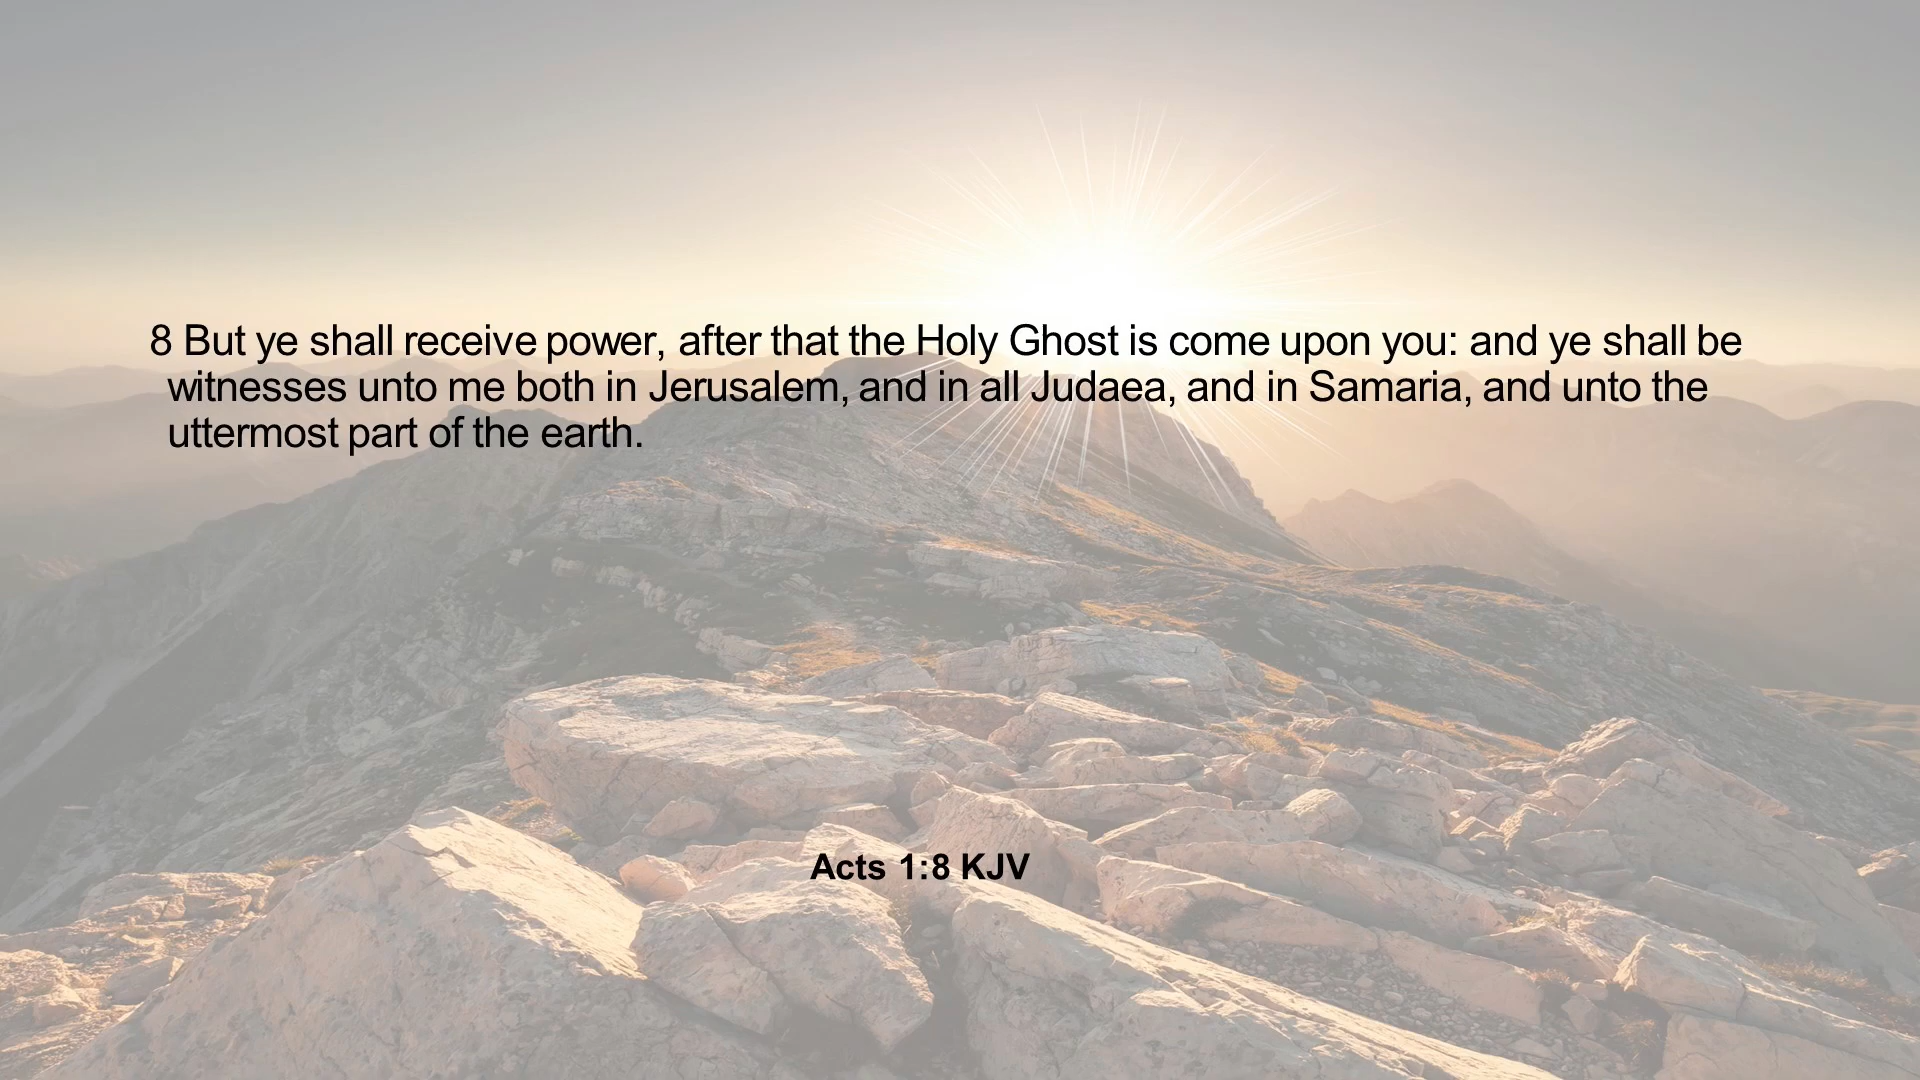 8 But ye shall receive power, after that the Holy Ghost is come upon you: and ye shall be
witnesses unto me both in Jerusalem, and in all Judaea, and in Samaria, and unto the
uttermost part of the earth.
Acts 1:8 KJV